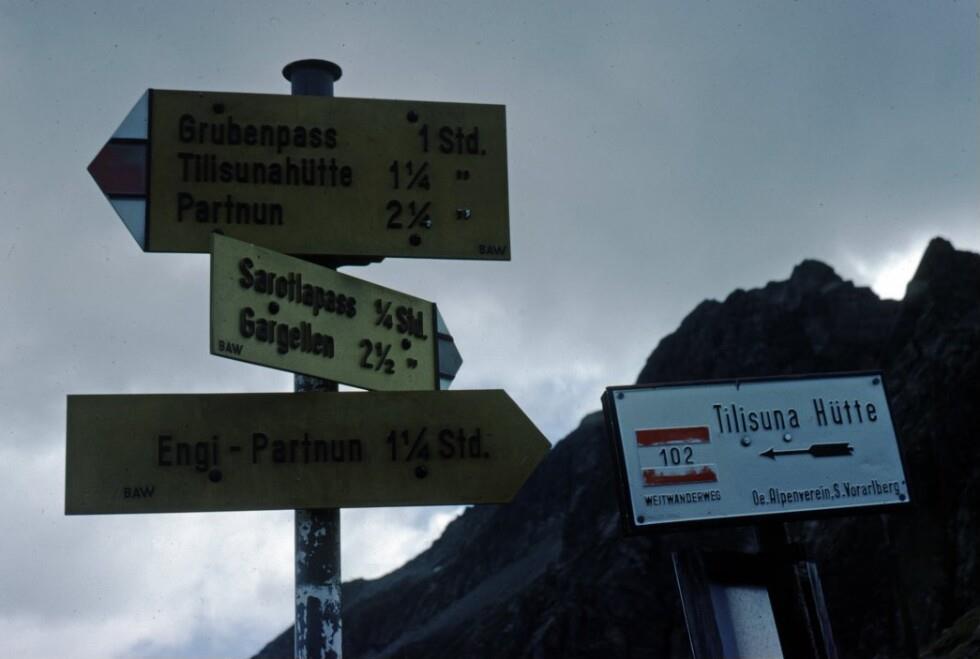 Grubenpass 1 Std.
Tilisunahütte 1¼ "
Partnun 2¼ "
BAW
Sarotlapass ¼ Std.
Gargellen 2½ "
BAW
Engi - Partnun 1¼ Std.
BAW
Tilisuna Hütte
102
WEITWANDERWEG
Oe. Alpenverein, S. Vorarlberg